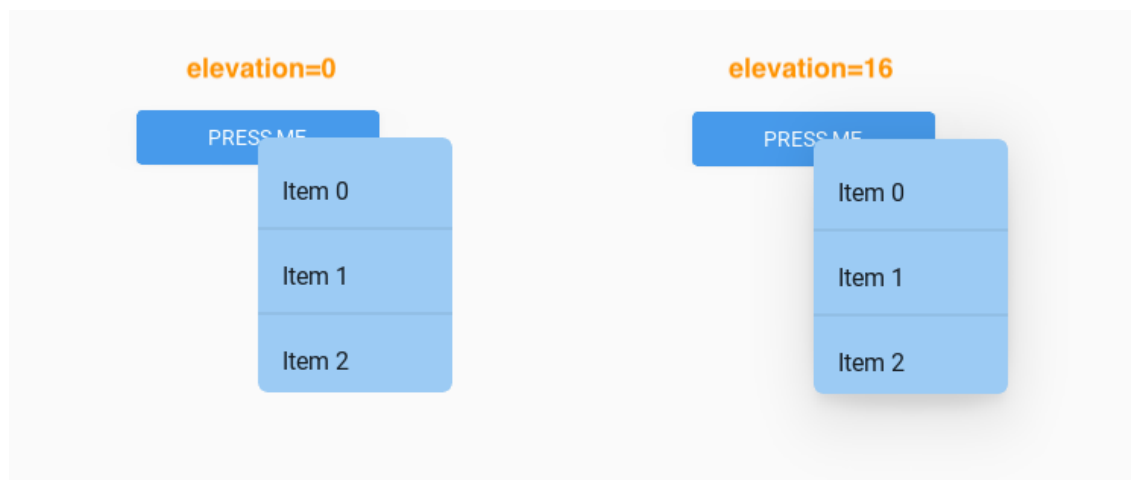 elevation=0
PRESS ME
Item 0
Item 1
Item 2
elevation=16
PRESS ME
Item 0
Item 1
Item 2